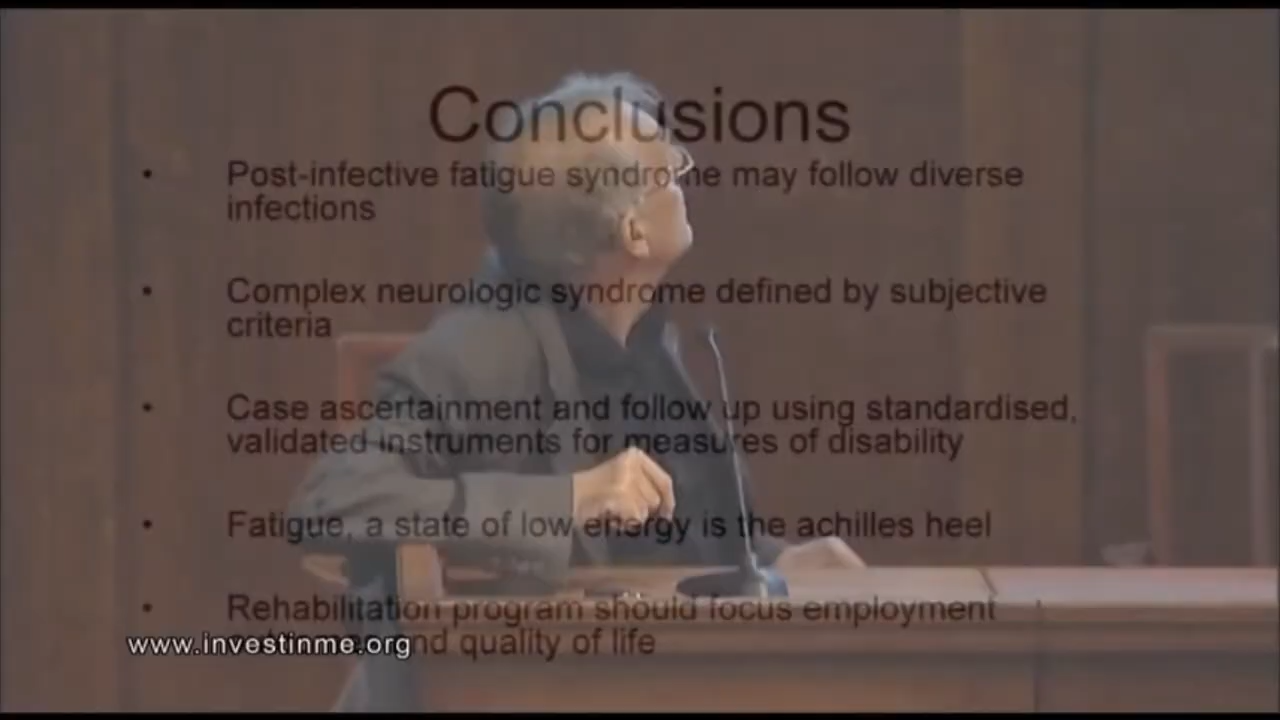 Conclusions
• Post-infective fatigue syndrome may follow diverse
infections
• Complex neurologic syndrome defined by subjective
criteria
• Case ascertainment and follow up using standardised,
validated instruments for measures of disability
• Fatigue, a state of low energy is the achilles heel
• Rehabilitation program should focus employment
and quality of life
www.investinme.org